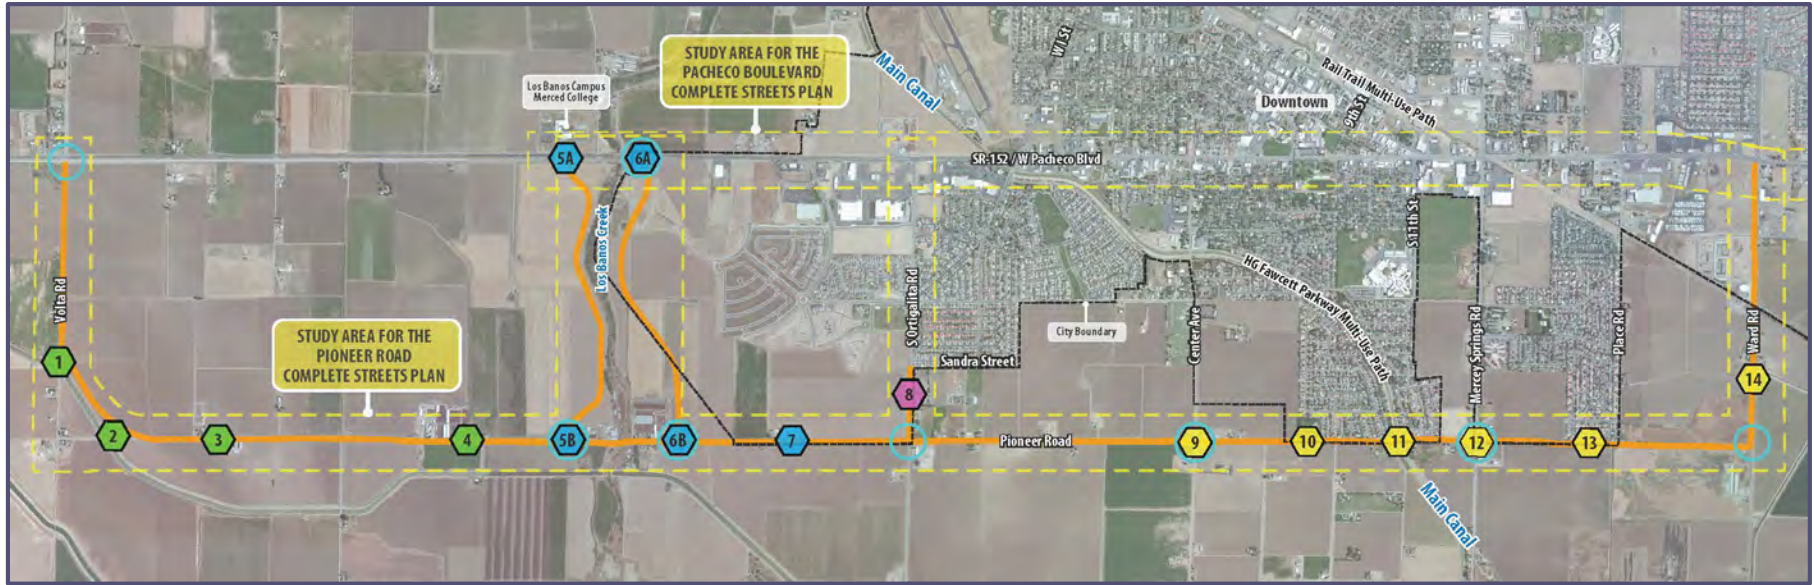 STUDY AREA FOR THE
PACHECO BOULEVARD
COMPLETE STREETS PLAN
Los Banos Campus
Merced College
Main Canal
W I St
Rail Trail Multi-Use Path
Downtown
9th St
5A
6A
SR-152 / W Pacheco Blvd
Los Banos Creek
S 11th St
Volta Rd
S Ortigalita Rd
HG Fawcett Parkway Multi-Use Path
City Boundary
Center Ave
Mercey Springs Rd
Place Rd
Ward Rd
STUDY AREA FOR THE
PIONEER ROAD
COMPLETE STREETS PLAN
Sandra Street
1
14
8
2
3
4
5B
6B
7
Pioneer Road
9
10
11
12
13
Main Canal